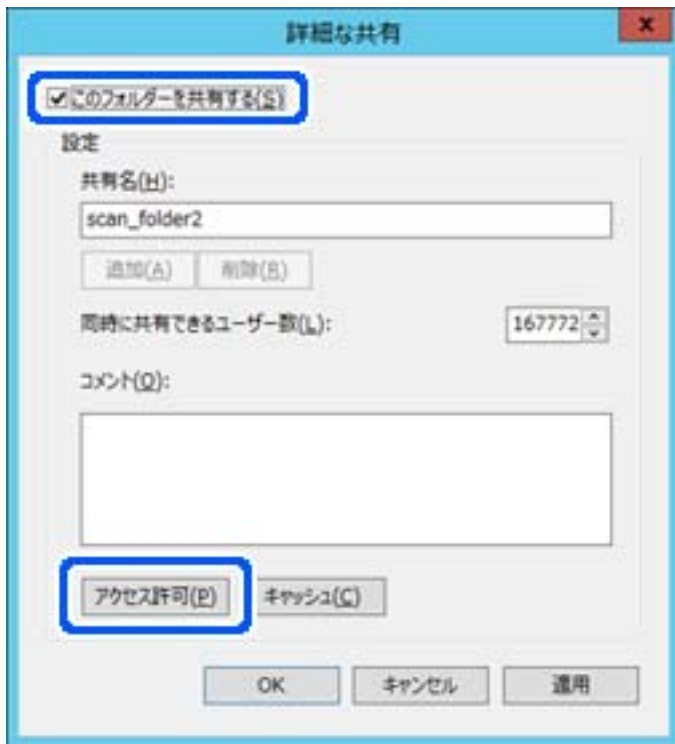 詳細な共有
x
このフォルダーを共有する(S)
設定
共有名(H):
scan_folder2
追加(A) 削除(R)
同時に共有できるユーザー数(L): 167772
コメント(O):
アクセス許可(P) キャッシュ(C)
OK キャンセル 適用